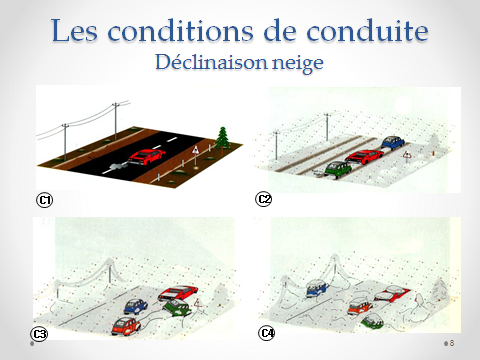 Les conditions de conduite
Déclinaison neige
C1
C2
C3
C4
8